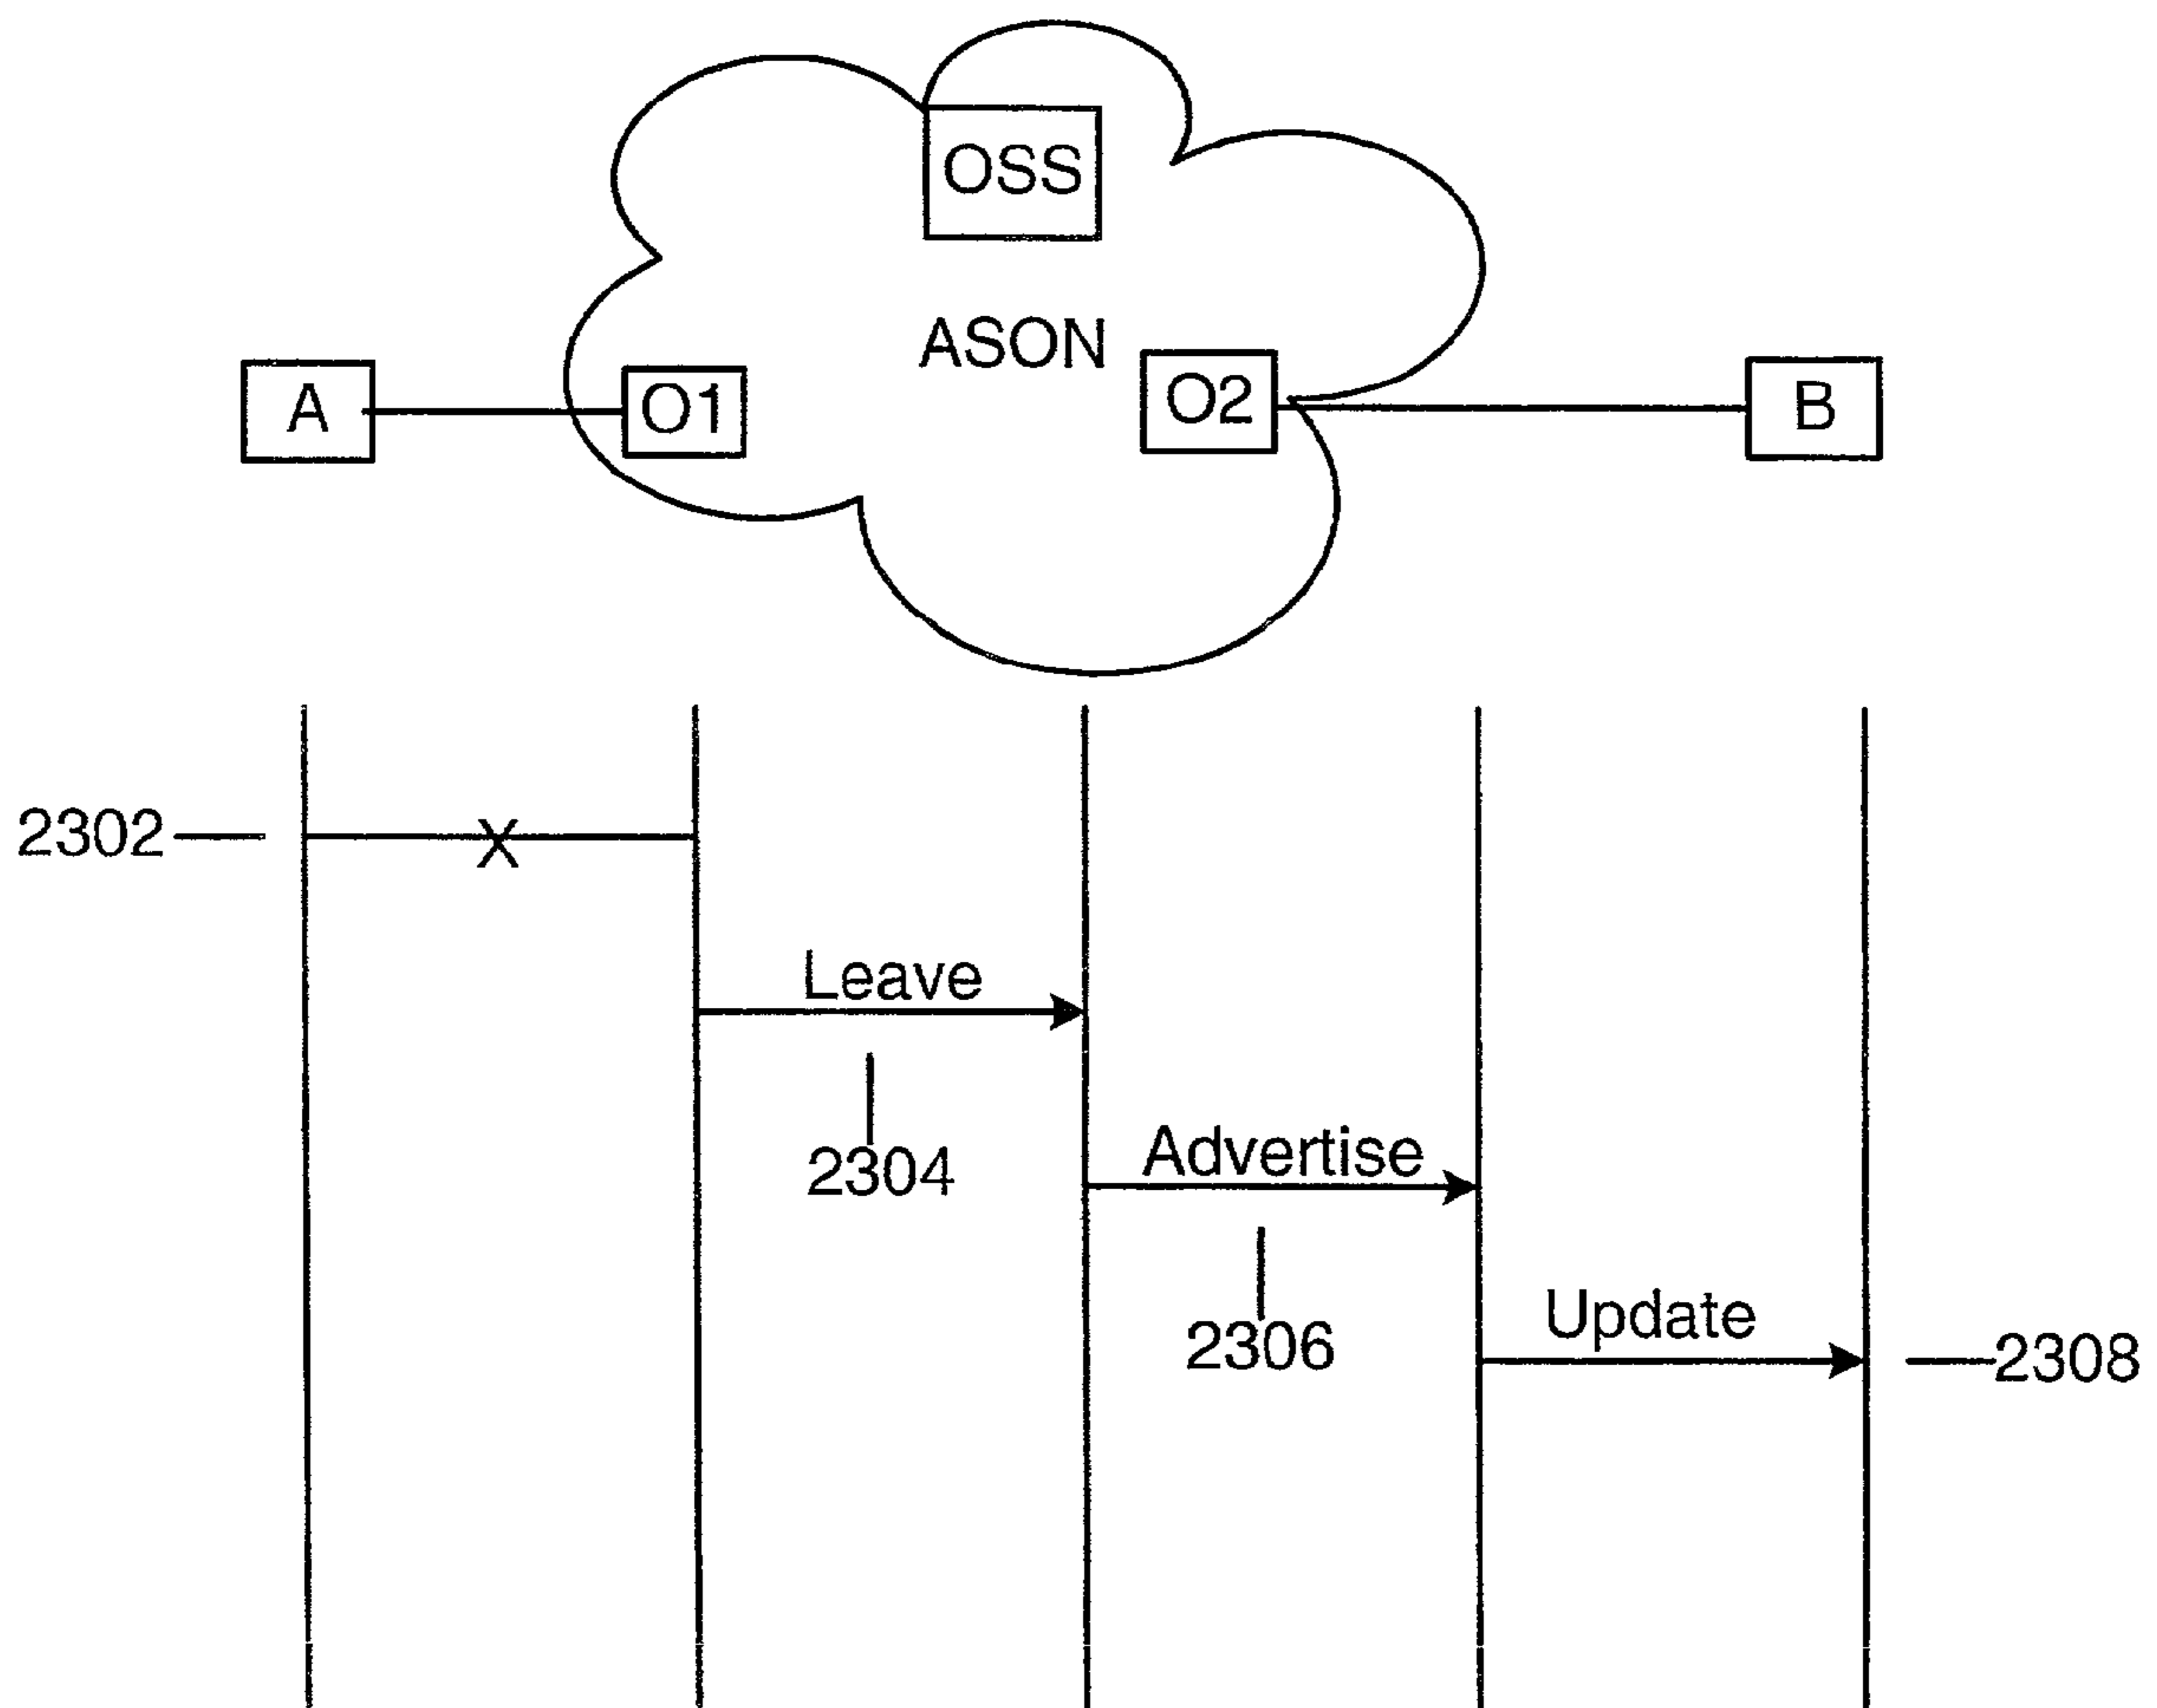 OSS
ASON
A
O1
O2
B
2302
X
Leave
2304
Advertise
2306
Update
2308